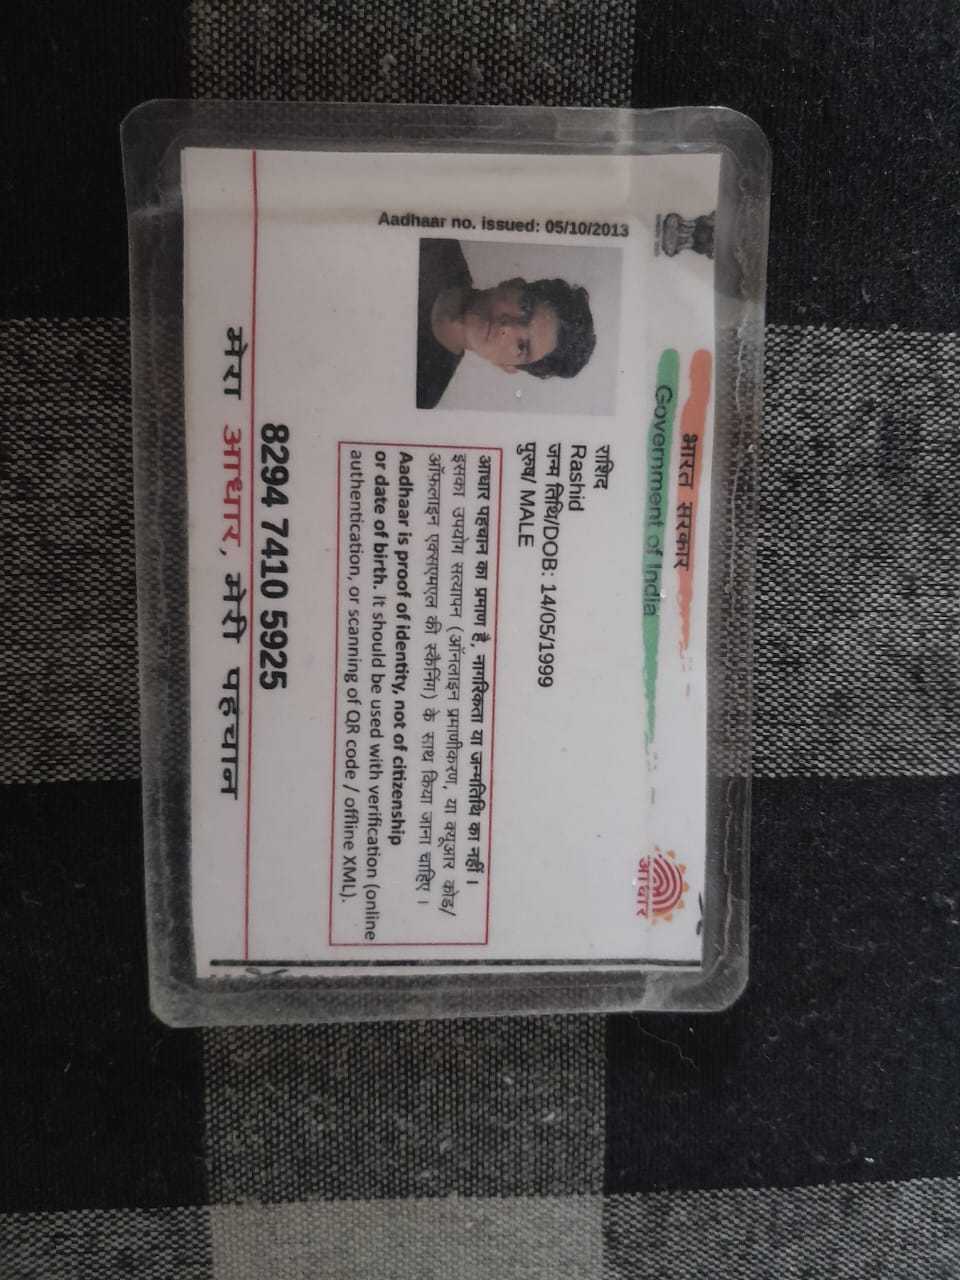 भारत सरकार
Government of India
आधार
Aadhaar no. issued: 05/10/2013
राशिद
Rashid
जन्म तिथि/DOB: 14/05/1999
पुरुष/ MALE
आधार पहचान का प्रमाण है, नागरिकता या जन्मतिथि का नहीं ।
इसका उपयोग सत्यापन (ऑनलाइन प्रमाणीकरण, या क्यूआर कोड/
ऑफलाइन एक्सएमएल की स्कैनिंग) के साथ किया जाना चाहिए ।
Aadhaar is proof of identity, not of citizenship
or date of birth. It should be used with verification (online
authentication, or scanning of QR code / offline XML).
8294 7410 5925
मेरा आधार, मेरी पहचान